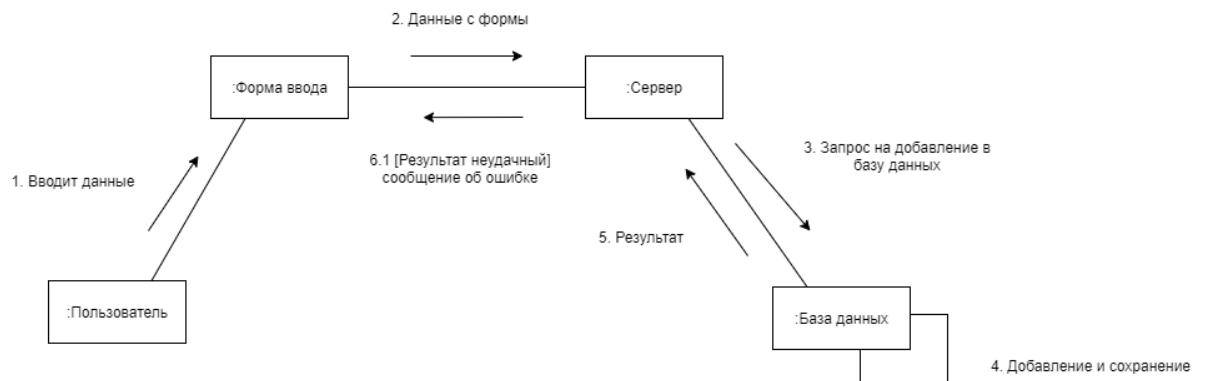 2. Данные с формы
:Форма ввода
:Сервер
6.1 [Результат неудачный]
сообщение об ошибке
3. Запрос на добавление в
базу данных
1. Вводит данные
5. Результат
:Пользователь
:База данных
4. Добавление и сохранение